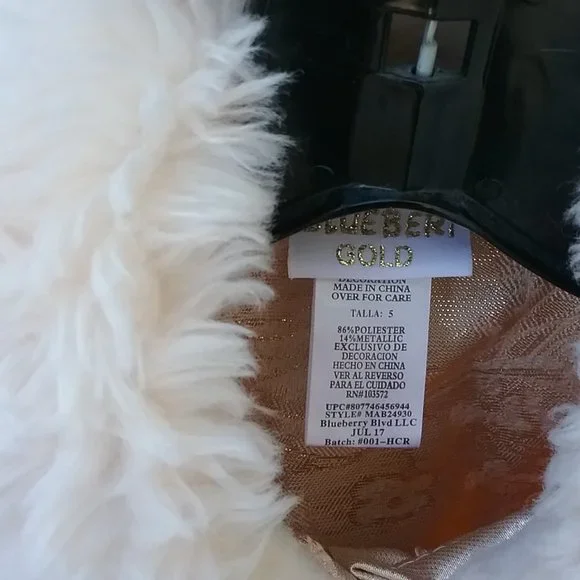 BLUEBERY
GOLD
DECORATION
MADE IN CHINA
OVER FOR CARE
TALLA: 5
86%POLIESTER
14%METALLIC
EXCLUSIVO DE
DECORACION
HECHO EN CHINA
VER AL REVERSO
PARA EL CUIDADO
RN#103572
UPC#807746456944
STYLE# MAB24930
Blueberry Blvd LLC
JUL 17
Batch: #001-HCR